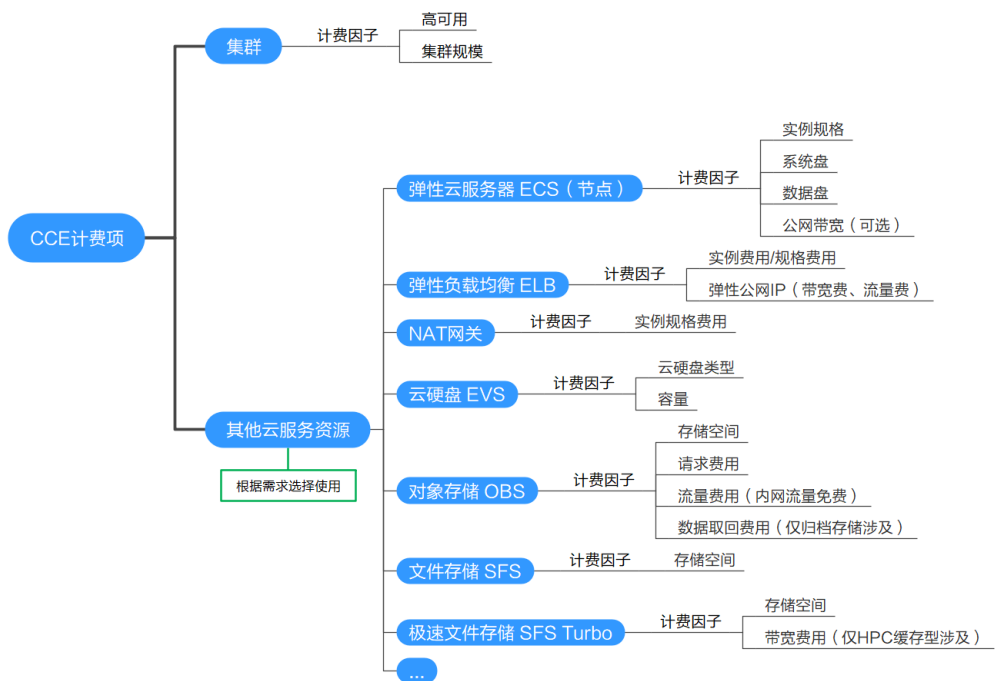 CCE计费项
集群
计费因子
高可用
集群规模
其他云服务资源
根据需求选择使用
弹性云服务器 ECS（节点）
计费因子
实例规格
系统盘
数据盘
公网带宽（可选）
弹性负载均衡 ELB
计费因子
实例费用/规格费用
弹性公网IP（带宽费、流量费）
NAT网关
计费因子
实例规格费用
云硬盘 EVS
计费因子
云硬盘类型
容量
对象存储 OBS
计费因子
存储空间
请求费用
流量费用（内网流量免费）
数据取回费用（仅归档存储涉及）
文件存储 SFS
计费因子
存储空间
极速文件存储 SFS Turbo
计费因子
存储空间
带宽费用（仅HPC缓存型涉及）
...